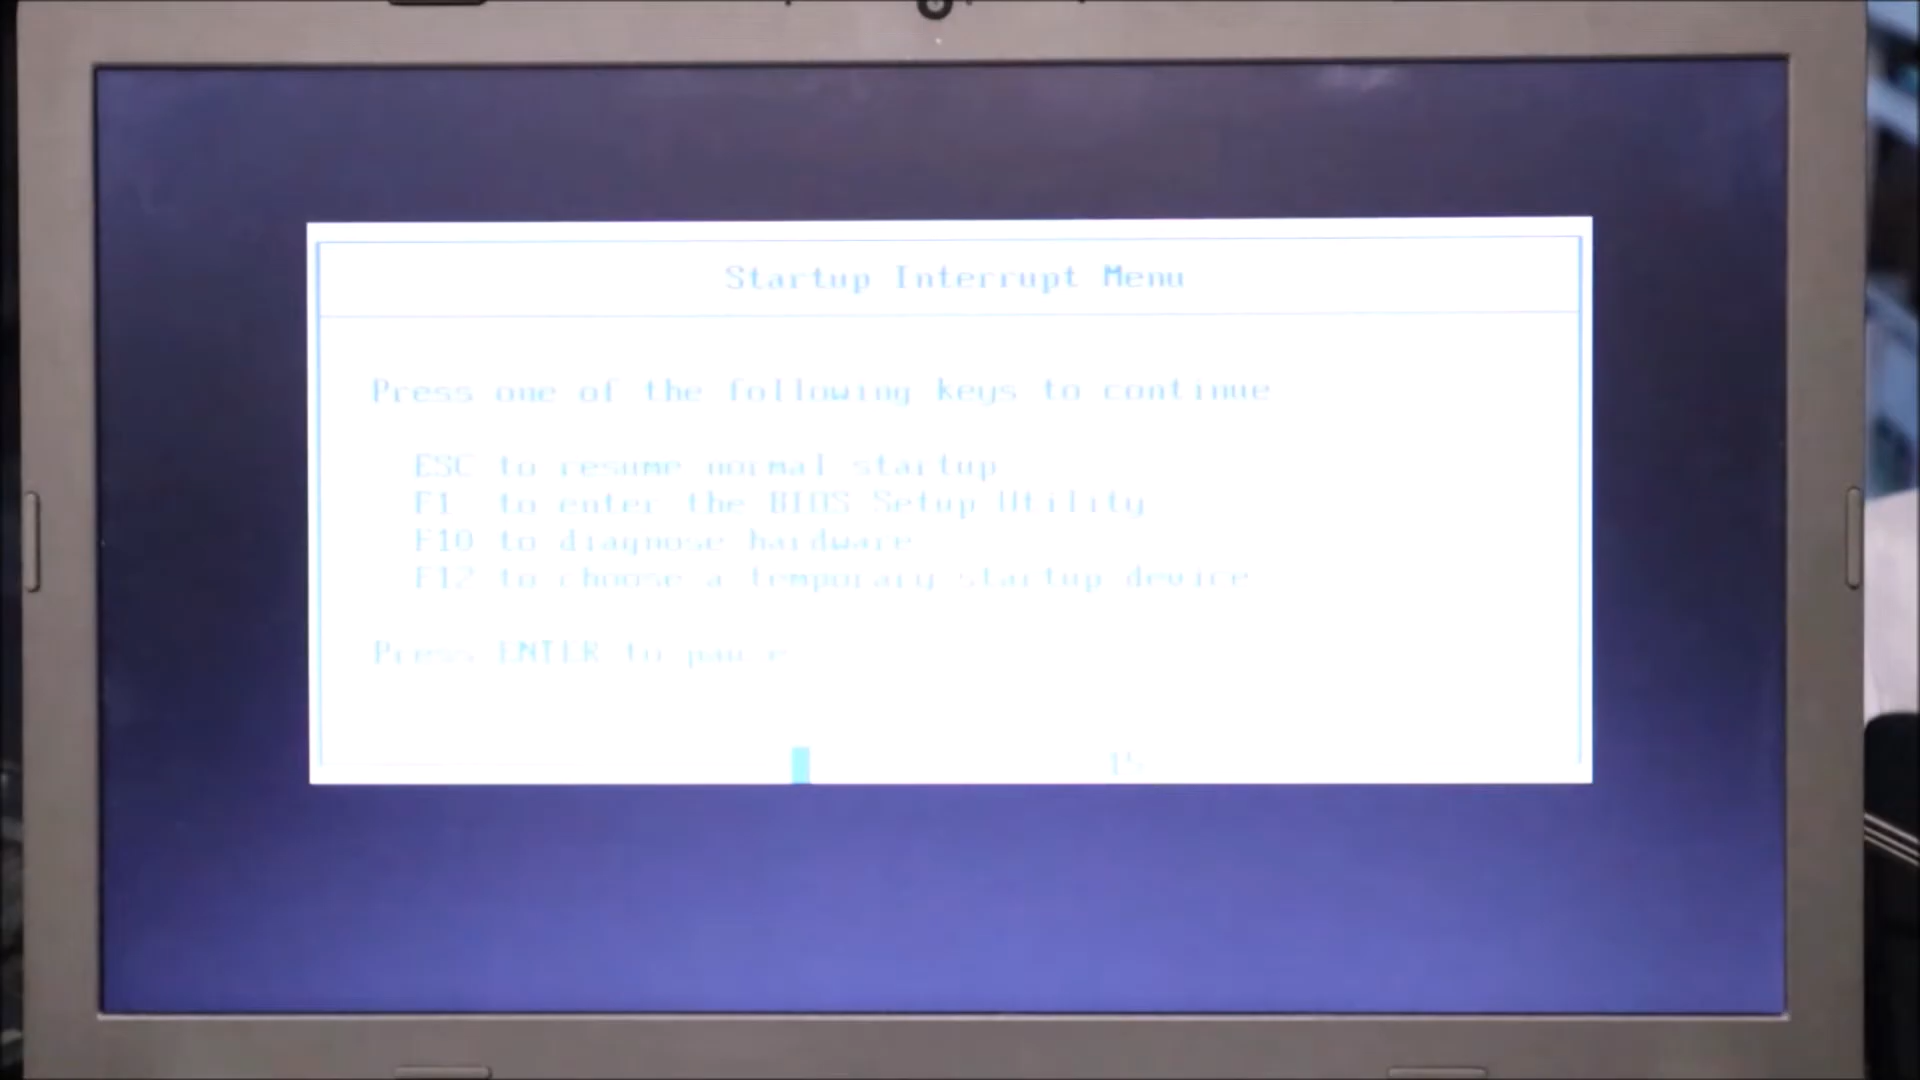 Startup Interrupt Menu
Press one of the following keys to continue
ESC to resume normal startup
F1 to enter the BIOS Setup Utility
F10 to diagnose hardware
F12 to choose a temporary startup device
Press ENTER to pause